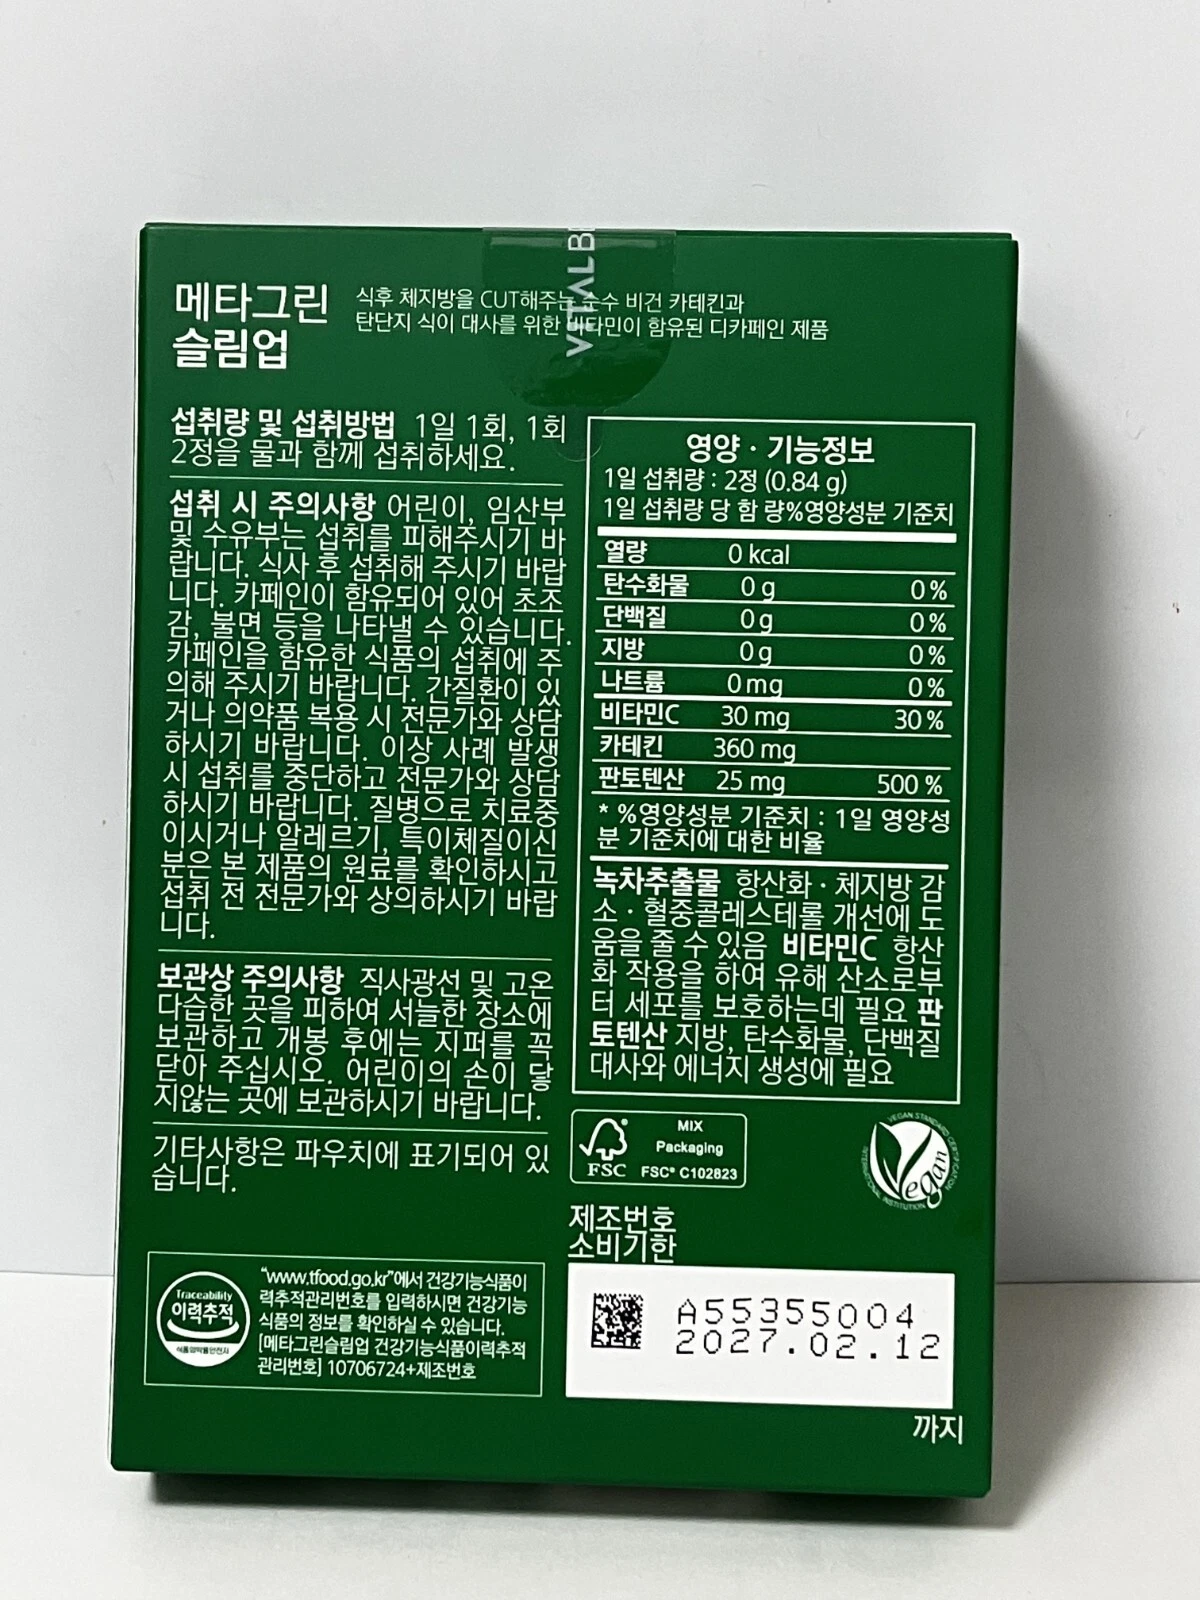 메타그린
슬림업
식후 체지방을 CUT해주는 순수 비건 카테킨과
탄단지 식이 대사를 위한 비타민이 함유된 디카페인 제품
VITALB
섭취량 및 섭취방법 1일 1회, 1회
2정을 물과 함께 섭취하세요.
섭취 시 주의사항 어린이, 임산부
및 수유부는 섭취를 피해주시기 바
랍니다. 식사 후 섭취해 주시기 바랍
니다. 카페인이 함유되어 있어 초조
감, 불면 등을 나타낼 수 있습니다.
카페인을 함유한 식품의 섭취에 주
의해 주시기 바랍니다. 간질환이 있
거나 의약품 복용 시 전문가와 상담
하시기 바랍니다. 이상 사례 발생
시 섭취를 중단하고 전문가와 상담
하시기 바랍니다. 질병으로 치료중
이시거나 알레르기, 특이체질이신
분은 본 제품의 원료를 확인하시고
섭취 전 전문가와 상의하시기 바랍
니다.
보관상 주의사항 직사광선 및 고온
다습한 곳을 피하여 서늘한 장소에
보관하고 개봉 후에는 지퍼를 꼭
닫아 주십시오. 어린이의 손이 닿
지않는 곳에 보관하시기 바랍니다.
기타사항은 파우치에 표기되어 있
습니다.
Traceability
이력추적
식품의약품안전처
"www.tfood.go.kr"에서 건강기능식품이
력추적관리번호를 입력하시면 건강기능
식품의 정보를 확인하실 수 있습니다.
[메타그린슬림업 건강기능식품이력추적
관리번호] 10706724+제조번호
영양 · 기능정보
1일 섭취량 : 2정 (0.84 g)
1일 섭취량 당 함 량%영양성분 기준치
열량 0 kcal
탄수화물 0 g 0 %
단백질 0 g 0 %
지방 0 g 0 %
나트륨 0 mg 0 %
비타민C 30 mg 30 %
카테킨 360 mg
판토텐산 25 mg 500 %
* %영양성분 기준치 : 1일 영양성
분 기준치에 대한 비율
녹차추출물 항산화 · 체지방 감
소 · 혈중콜레스테롤 개선에 도
움을 줄 수 있음 비타민C 항산
화 작용을 하여 유해 산소로부
터 세포를 보호하는데 필요 판
토텐산 지방, 탄수화물, 단백질
대사와 에너지 생성에 필요
FSC
MIX
Packaging
FSC® C102823
VEGAN STANDARD CERTIFICATION
INTERNATIONAL INSTITUTION
Vegan
제조번호
소비기한
A55355004
2027.02.12
까지